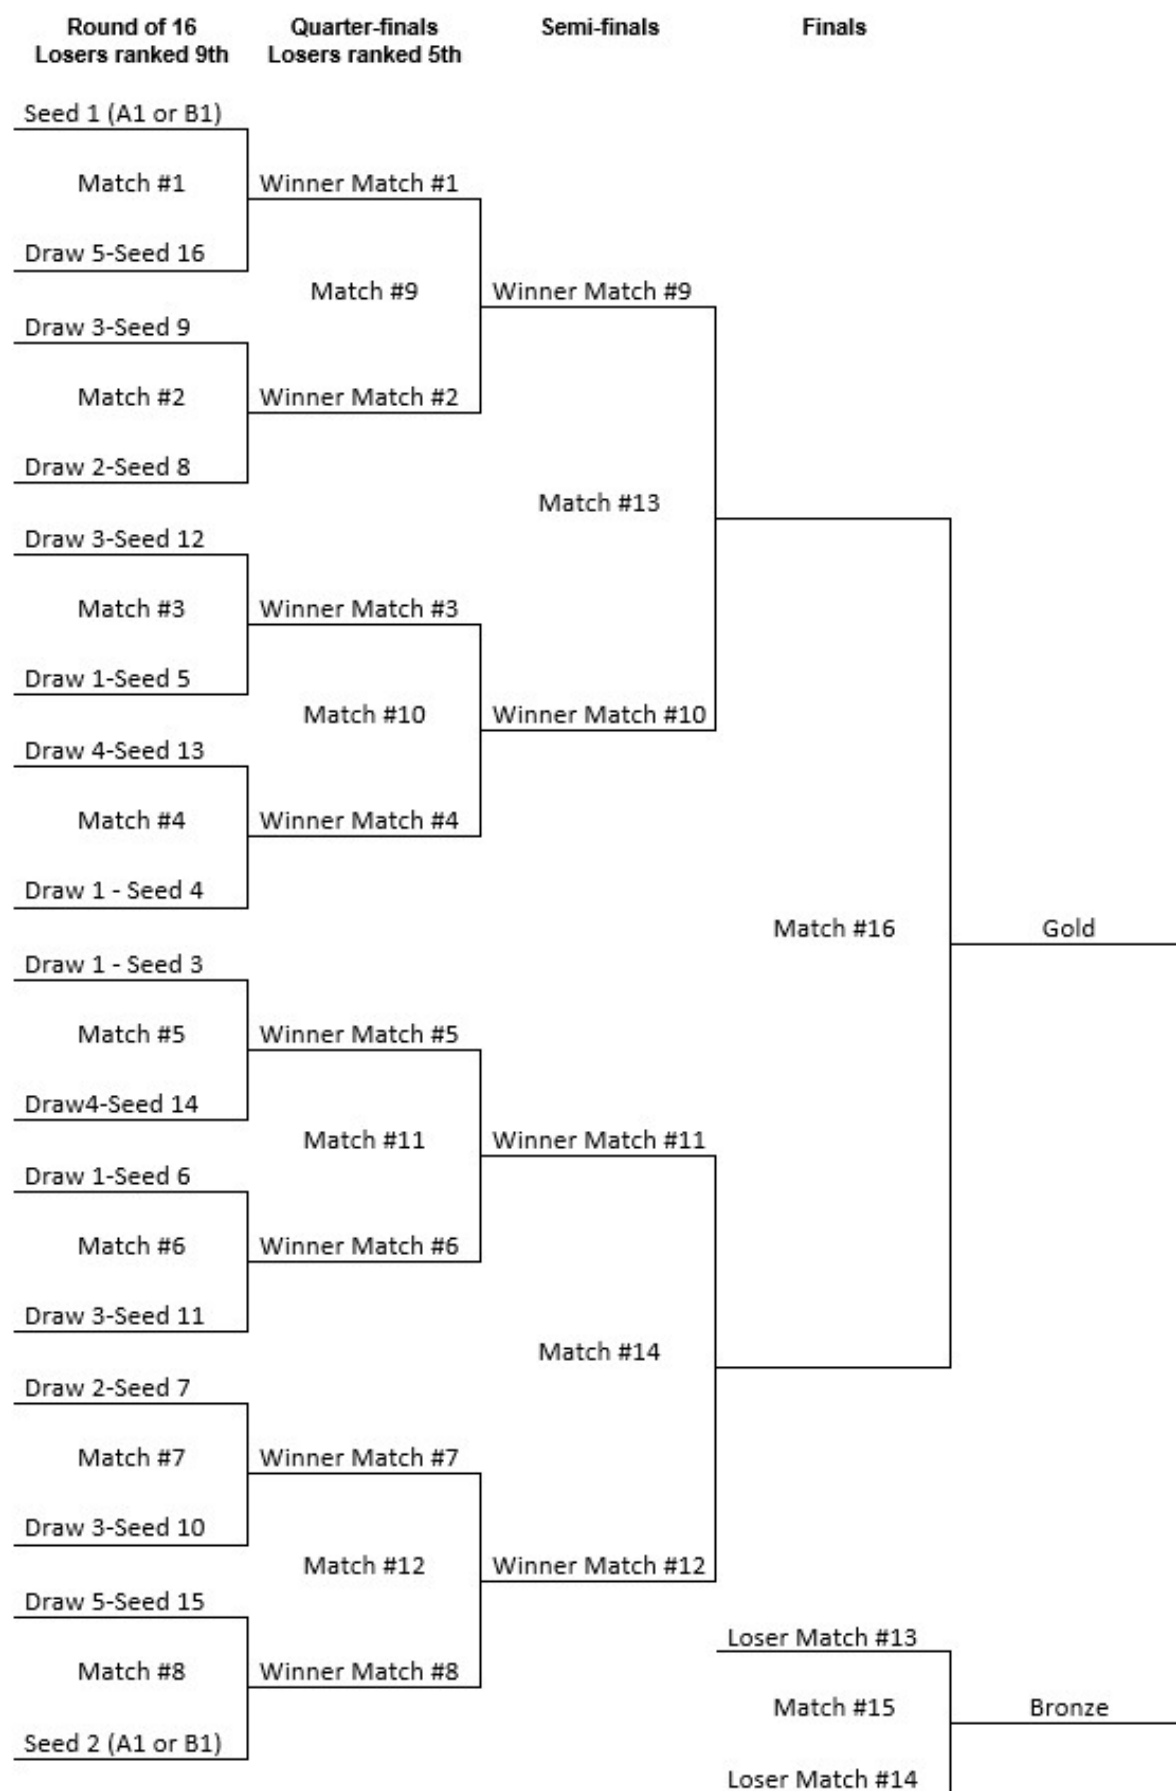 Round of 16
Losers ranked 9th
Quarter-finals
Losers ranked 5th
Semi-finals
Finals
Seed 1 (A1 or B1)
Match #1
Winner Match #1
Draw 5-Seed 16
Match #9
Winner Match #9
Draw 3-Seed 9
Match #2
Winner Match #2
Draw 2-Seed 8
Match #13
Draw 3-Seed 12
Match #3
Winner Match #3
Draw 1-Seed 5
Match #10
Winner Match #10
Draw 4-Seed 13
Match #4
Winner Match #4
Draw 1 - Seed 4
Match #16
Gold
Draw 1 - Seed 3
Match #5
Winner Match #5
Draw4-Seed 14
Match #11
Winner Match #11
Draw 1-Seed 6
Match #6
Winner Match #6
Draw 3-Seed 11
Match #14
Draw 2-Seed 7
Match #7
Winner Match #7
Draw 3-Seed 10
Match #12
Winner Match #12
Draw 5-Seed 15
Loser Match #13
Match #8
Winner Match #8
Match #15
Bronze
Seed 2 (A1 or B1)
Loser Match #14